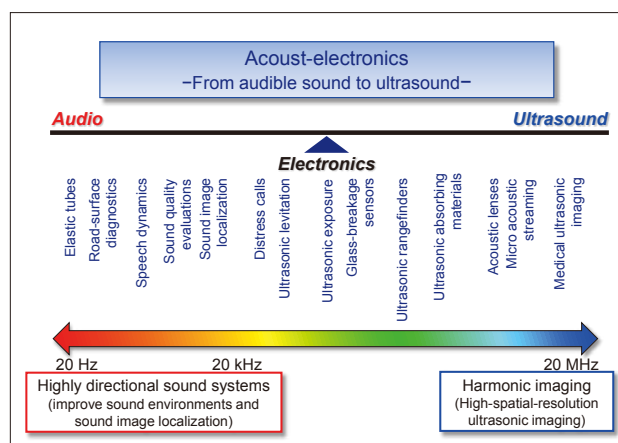 Acoust-electronics
−From audible sound to ultrasound−
Audio
Ultrasound
Electronics
Elastic tubes
Road-surface
diagnostics
Speech dynamics
Sound quality
evaluations
Sound image
localization
Distress calls
Ultrasonic levitation
Ultrasonic exposure
Glass-breakage
sensors
Ultrasonic rangefinders
Ultrasonic absorbing
materials
Acoustic lenses
Micro acoustic
streaming
Medical ultrasonic
imaging
20 Hz
20 kHz
20 MHz
Highly directional sound systems
(improve sound environments and
sound image localization)
Harmonic imaging
(High-spatial-resolution
ultrasonic imaging)